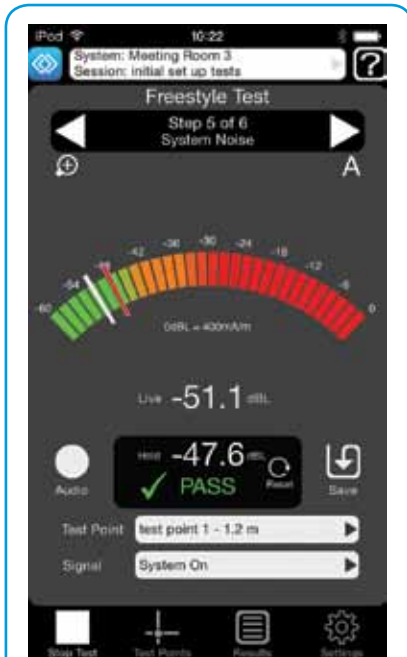 iPod 10:22
System: Meeting Room 3
Session: initial set up tests
?
Freestyle Test
Step 5 of 6
System Noise
A
-60 -54 -48 -42 -36 -30 -24 -18 -12 -6 0
0dBL = 400mA/m
Live -51.1 dBL
Hold -47.6 dBL
PASS
Reset
Audio
Save
Test Point test point 1 - 1.2 m
Signal System On
Stop Test Test Points Results Settings